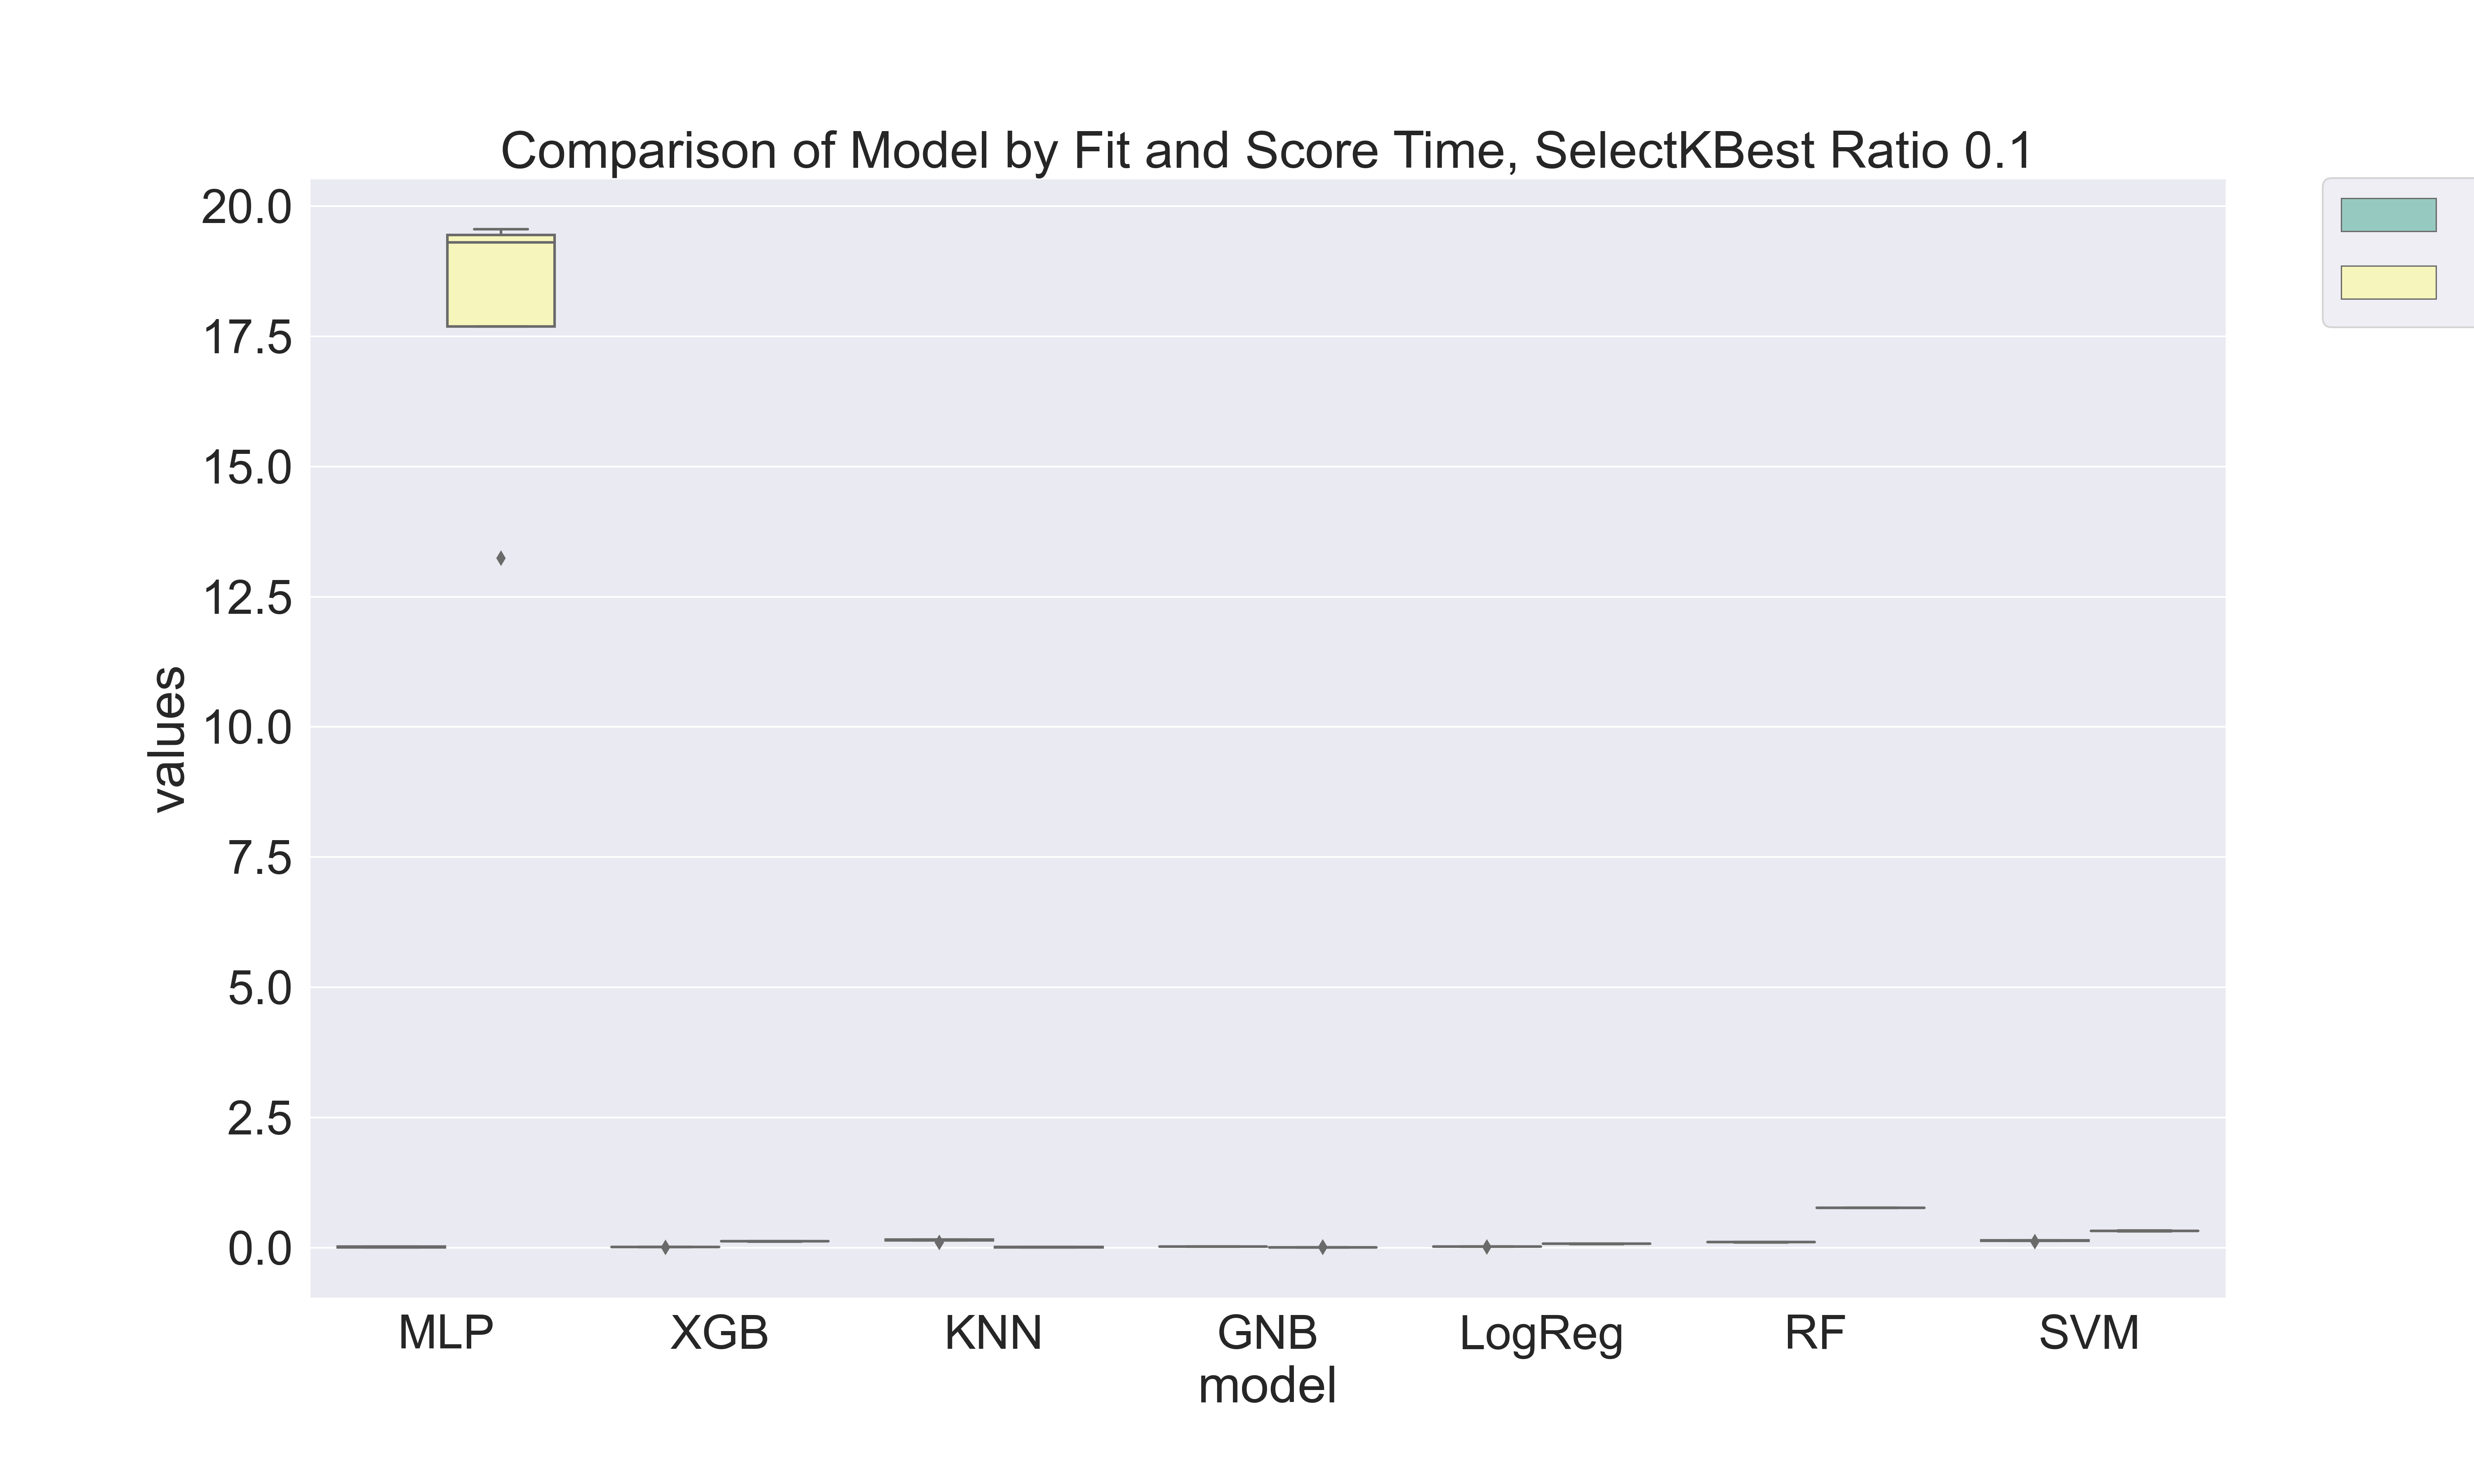 Comparison of Model by Fit and Score Time, SelectKBest Ratio 0.1
20.0
17.5
15.0
12.5
10.0
7.5
5.0
2.5
0.0
values
MLP XGB KNN GNB LogReg RF SVM
model